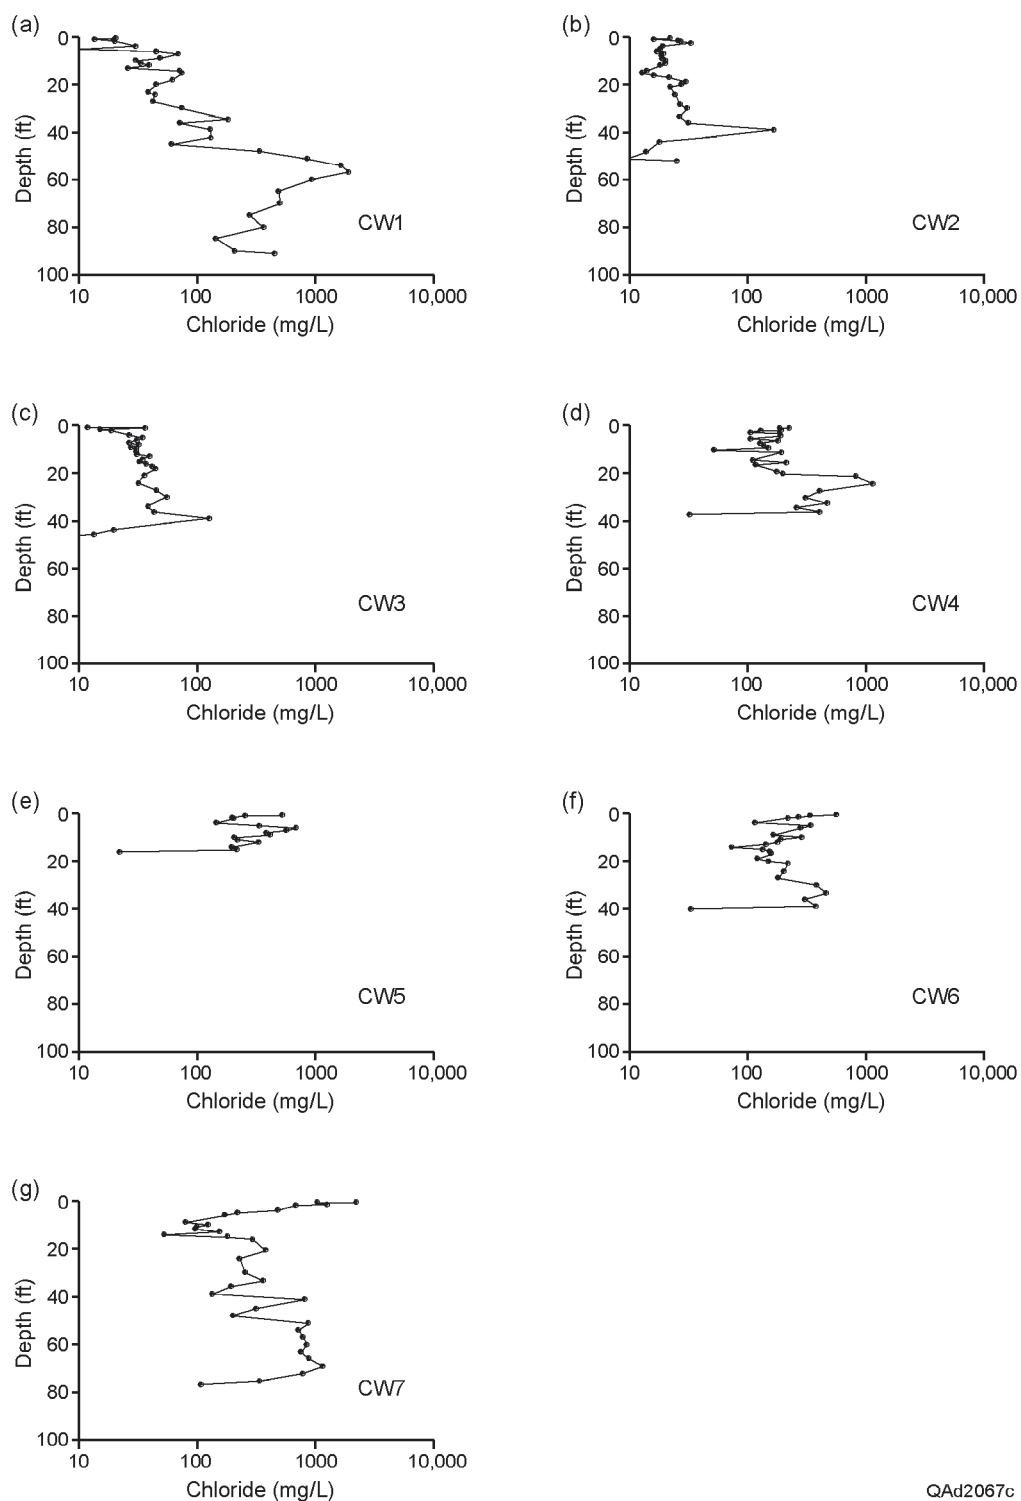 (a)
0
20
40
60
80
100
Depth (ft)
CW1
10 100 1000 10,000
Chloride (mg/L)
(b)
0
20
40
60
80
100
Depth (ft)
CW2
10 100 1000 10,000
Chloride (mg/L)
(c)
0
20
40
60
80
100
Depth (ft)
CW3
10 100 1000 10,000
Chloride (mg/L)
(d)
0
20
40
60
80
100
Depth (ft)
CW4
10 100 1000 10,000
Chloride (mg/L)
(e)
0
20
40
60
80
100
Depth (ft)
CW5
10 100 1000 10,000
Chloride (mg/L)
(f)
0
20
40
60
80
100
Depth (ft)
CW6
10 100 1000 10,000
Chloride (mg/L)
(g)
0
20
40
60
80
100
Depth (ft)
CW7
10 100 1000 10,000
Chloride (mg/L)
QAd2067c